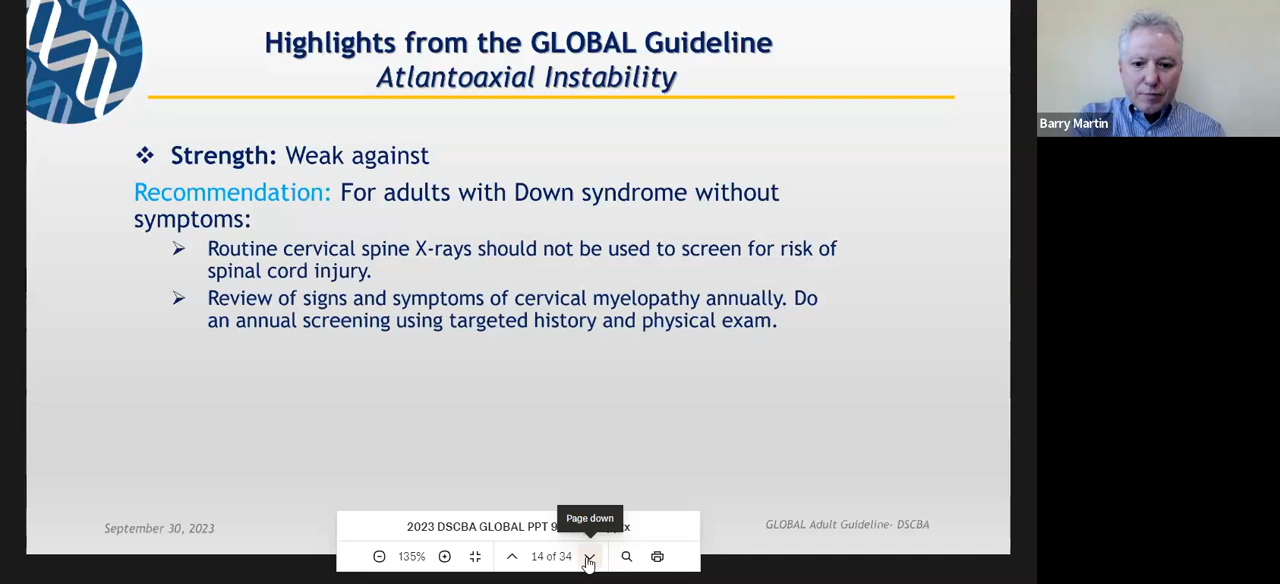 Highlights from the GLOBAL Guideline
Atlantoaxial Instability
Barry Martin
❖ Strength: Weak against
Recommendation: For adults with Down syndrome without
symptoms:
➢ Routine cervical spine X-rays should not be used to screen for risk of
spinal cord injury.
➢ Review of signs and symptoms of cervical myelopathy annually. Do
an annual screening using targeted history and physical exam.
Page down
September 30, 2023
2023 DSCBA GLOBAL PPT 9
GLOBAL Adult Guideline- DSCBA
135%
14 of 34